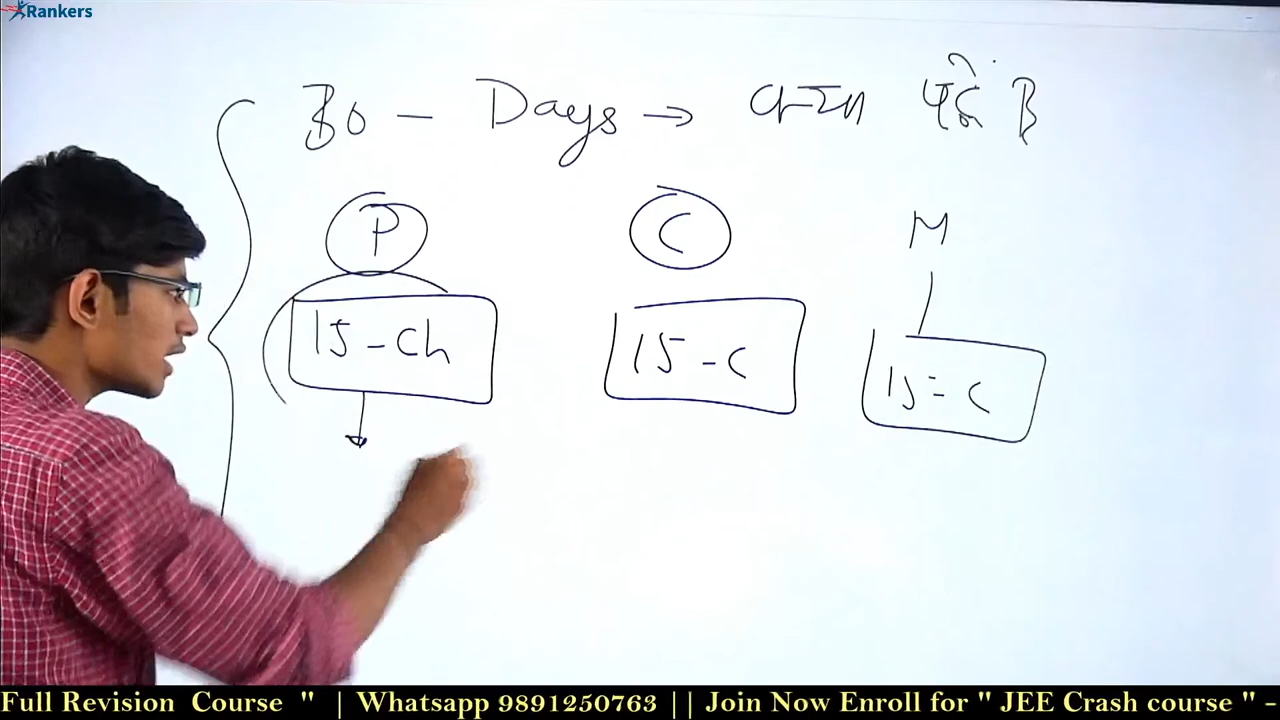 Rankers
30 - Days → क्या पढ़ें
P C M
15 - Ch 15 - C 15 - C
Full Revision Course " | Whatsapp 9891250763 || Join Now Enroll for " JEE Crash course " -